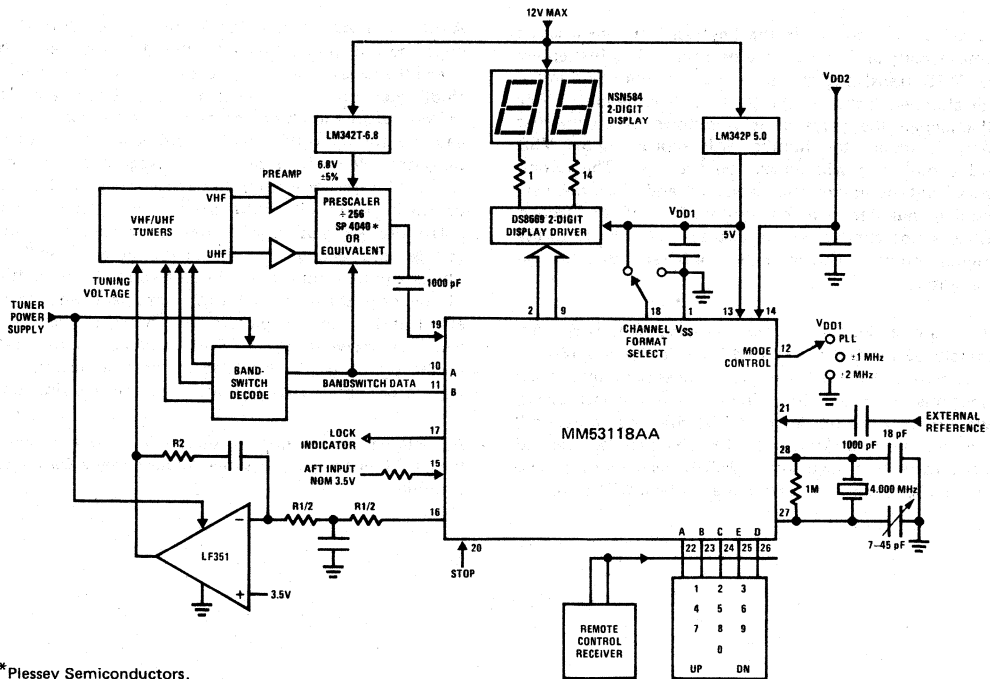 12V MAX
LM342T-6.8
6.8V
±5%
NSN584
2-DIGIT
DISPLAY
LM342P 5.0
VDD2
PREAMP
VHF/UHF
TUNERS
VHF
UHF
PRESCALER
÷ 256
SP 4040 *
OR
EQUIVALENT
1
14
DS8669 2-DIGIT
DISPLAY DRIVER
VDD1
5V
TUNING
VOLTAGE
1000 pF
TUNER
POWER
SUPPLY
BAND-
SWITCH
DECODE
BANDSWITCH DATA
19
10
A
11
B
2
9
18
1
13
14
CHANNEL
FORMAT
SELECT
VSS
MODE
CONTROL
12
VDD1
PLL
±1 MHz
±2 MHz
MM53118AA
LOCK
INDICATOR
17
AFT INPUT
NOM 3.5V
15
21
EXTERNAL
REFERENCE
1000 pF
18 pF
28
1M
4.000 MHz
27
7–45 pF
R2
R1/2
R1/2
16
LF351
−
+
3.5V
20
STOP
A B C E D
22 23 24 25 26
REMOTE
CONTROL
RECEIVER
1 2 3
4 5 6
7 8 9
0
UP DN
*Plessey Semiconductors.